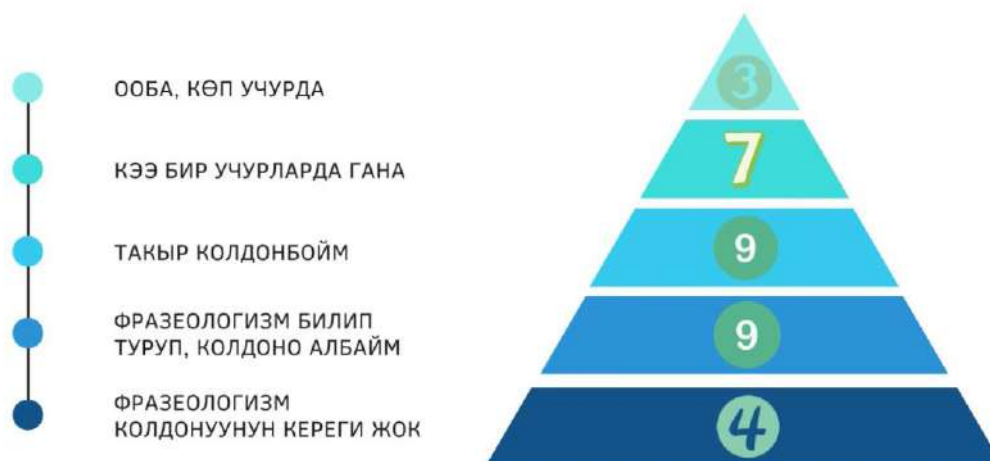 ООБА, КӨП УЧУРДА
КЭЭ БИР УЧУРЛАРДА ГАНА
ТАКЫР КОЛДОНБОЙМ
ФРАЗЕОЛОГИЗМ БИЛИП
ТУРУП, КОЛДОНО АЛБАЙМ
ФРАЗЕОЛОГИЗМ
КОЛДОНУУНУН КЕРЕГИ ЖОК
3
7
9
9
4